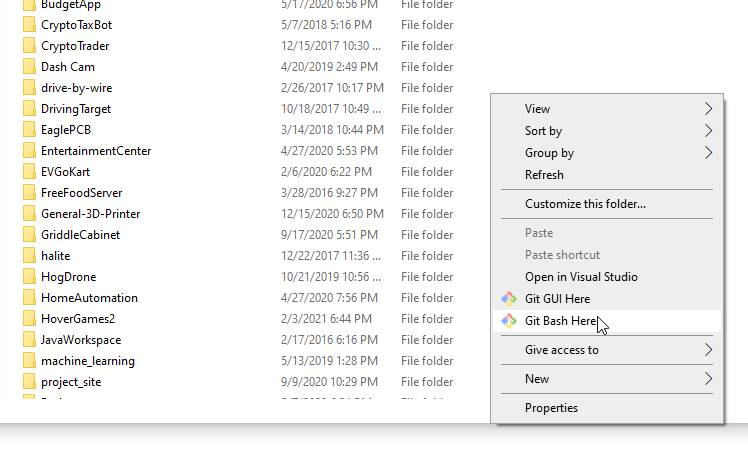 BudgetApp 5/17/2020 6:56 PM File folder
CryptoTaxBot 5/7/2018 5:16 PM File folder
CryptoTrader 12/15/2017 10:30 ... File folder
Dash Cam 4/20/2019 2:49 PM File folder
drive-by-wire 2/26/2017 10:17 PM File folder
DrivingTarget 10/18/2017 10:49 ... File folder
EaglePCB 3/14/2018 10:44 PM File folder
EntertainmentCenter 4/27/2020 5:53 PM File folder
EVGoKart 2/6/2020 6:22 PM File folder
FreeFoodServer 3/28/2016 9:27 PM File folder
General-3D-Printer 12/15/2020 6:50 PM File folder
GriddleCabinet 9/17/2020 5:51 PM File folder
halite 12/22/2017 11:36 ... File folder
HogDrone 10/21/2019 10:56 ... File folder
HomeAutomation 4/27/2020 7:56 PM File folder
HoverGames2 2/3/2021 6:44 PM File folder
JavaWorkspace 2/17/2016 6:16 PM File folder
machine_learning 5/13/2019 1:28 PM File folder
project_site 9/9/2020 10:29 PM File folder
View
Sort by
Group by
Refresh
Customize this folder...
Paste
Paste shortcut
Open in Visual Studio
Git GUI Here
Git Bash Here
Give access to
New
Properties